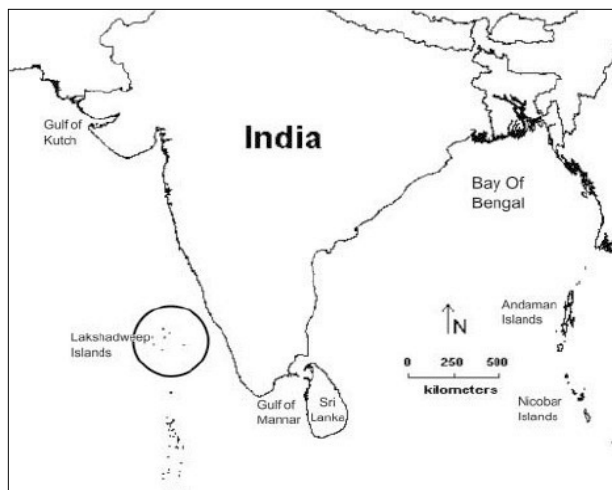 Gulf of
Kutch
India
Bay Of
Bengal
Lakshadweep
Islands
Andaman
Islands
N
0 250 500
kilometers
Gulf of
Mannar
Sri
Lanka
Nicobar
Islands